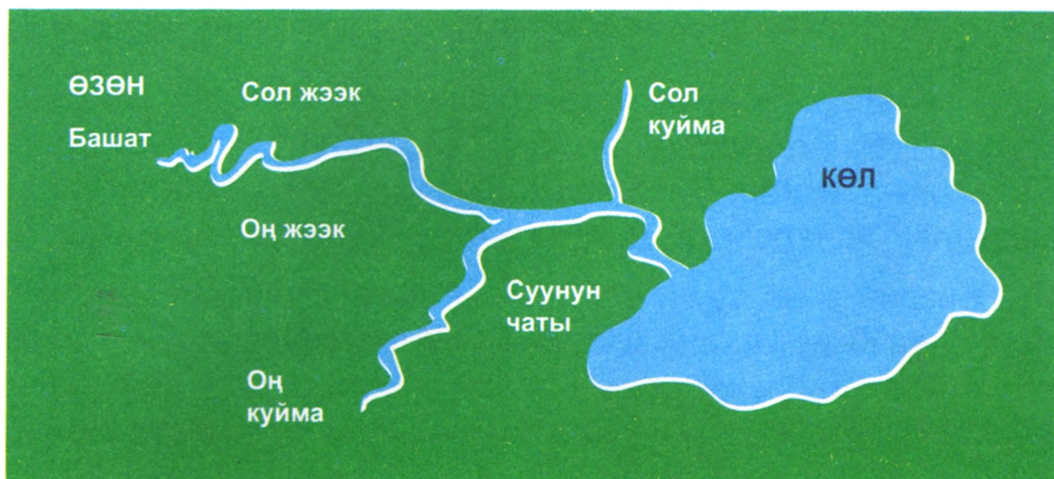 ӨЗӨН
Башат
Сол жээк
Оң жээк
Сол
куйма
КӨЛ
Суунун
чаты
Оң
куйма